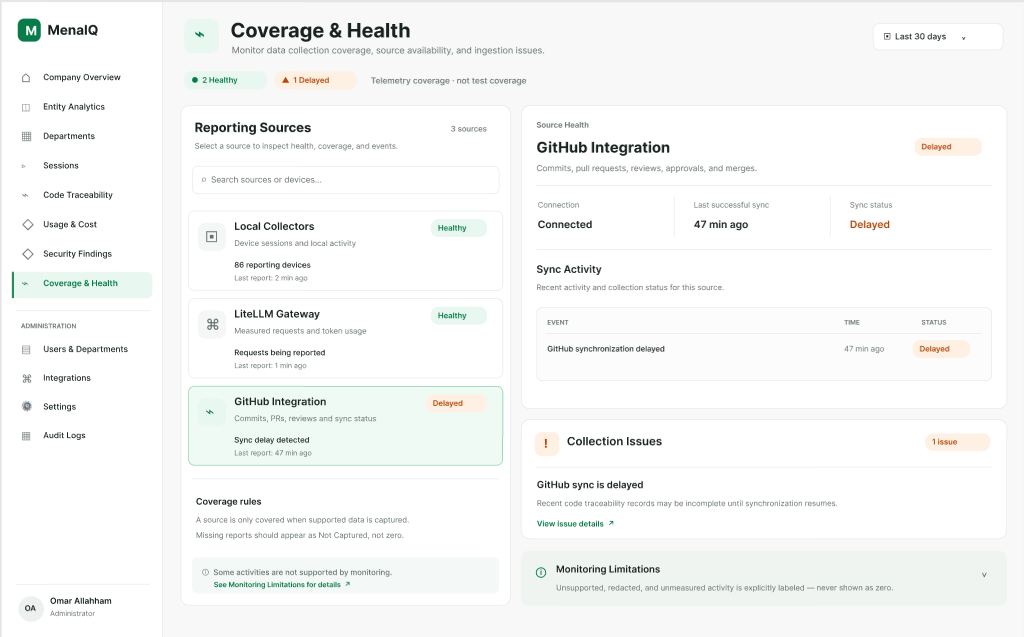 M MenaIQ
Company Overview
Entity Analytics
Departments
Sessions
Code Traceability
Usage & Cost
Security Findings
Coverage & Health
ADMINISTRATION
Users & Departments
Integrations
Settings
Audit Logs
OA
Omar Allahham
Administrator
Coverage & Health
Monitor data collection coverage, source availability, and ingestion issues.
Last 30 days
2 Healthy
1 Delayed
Telemetry coverage · not test coverage
Reporting Sources
3 sources
Select a source to inspect health, coverage, and events.
Search sources or devices...
Local Collectors
Healthy
Device sessions and local activity
86 reporting devices
Last report: 2 min ago
LiteLLM Gateway
Healthy
Measured requests and token usage
Requests being reported
Last report: 1 min ago
GitHub Integration
Delayed
Commits, PRs, reviews and sync status
Sync delay detected
Last report: 47 min ago
Coverage rules
A source is only covered when supported data is captured.
Missing reports should appear as Not Captured, not zero.
Some activities are not supported by monitoring.
See Monitoring Limitations for details ↗
Source Health
GitHub Integration
Delayed
Commits, pull requests, reviews, approvals, and merges.
Connection
Connected
Last successful sync
47 min ago
Sync status
Delayed
Sync Activity
Recent activity and collection status for this source.
EVENT TIME STATUS
GitHub synchronization delayed 47 min ago Delayed
! Collection Issues
1 issue
GitHub sync is delayed
Recent code traceability records may be incomplete until synchronization resumes.
View issue details ↗
Monitoring Limitations
Unsupported, redacted, and unmeasured activity is explicitly labeled — never shown as zero.